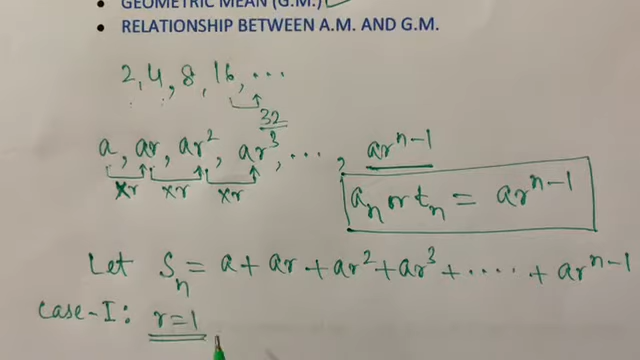 • GEOMETRIC MEAN (G.M.)
• RELATIONSHIP BETWEEN A.M. AND G.M.
2, 4, 8, 16, ...
32
a, ar, ar², ar³, ..., arⁿ⁻¹
×r ×r ×r
aₙ or tₙ = arⁿ⁻¹
Let Sₙ = a + ar + ar² + ar³ + ..... + arⁿ⁻¹
Case-I: r=1